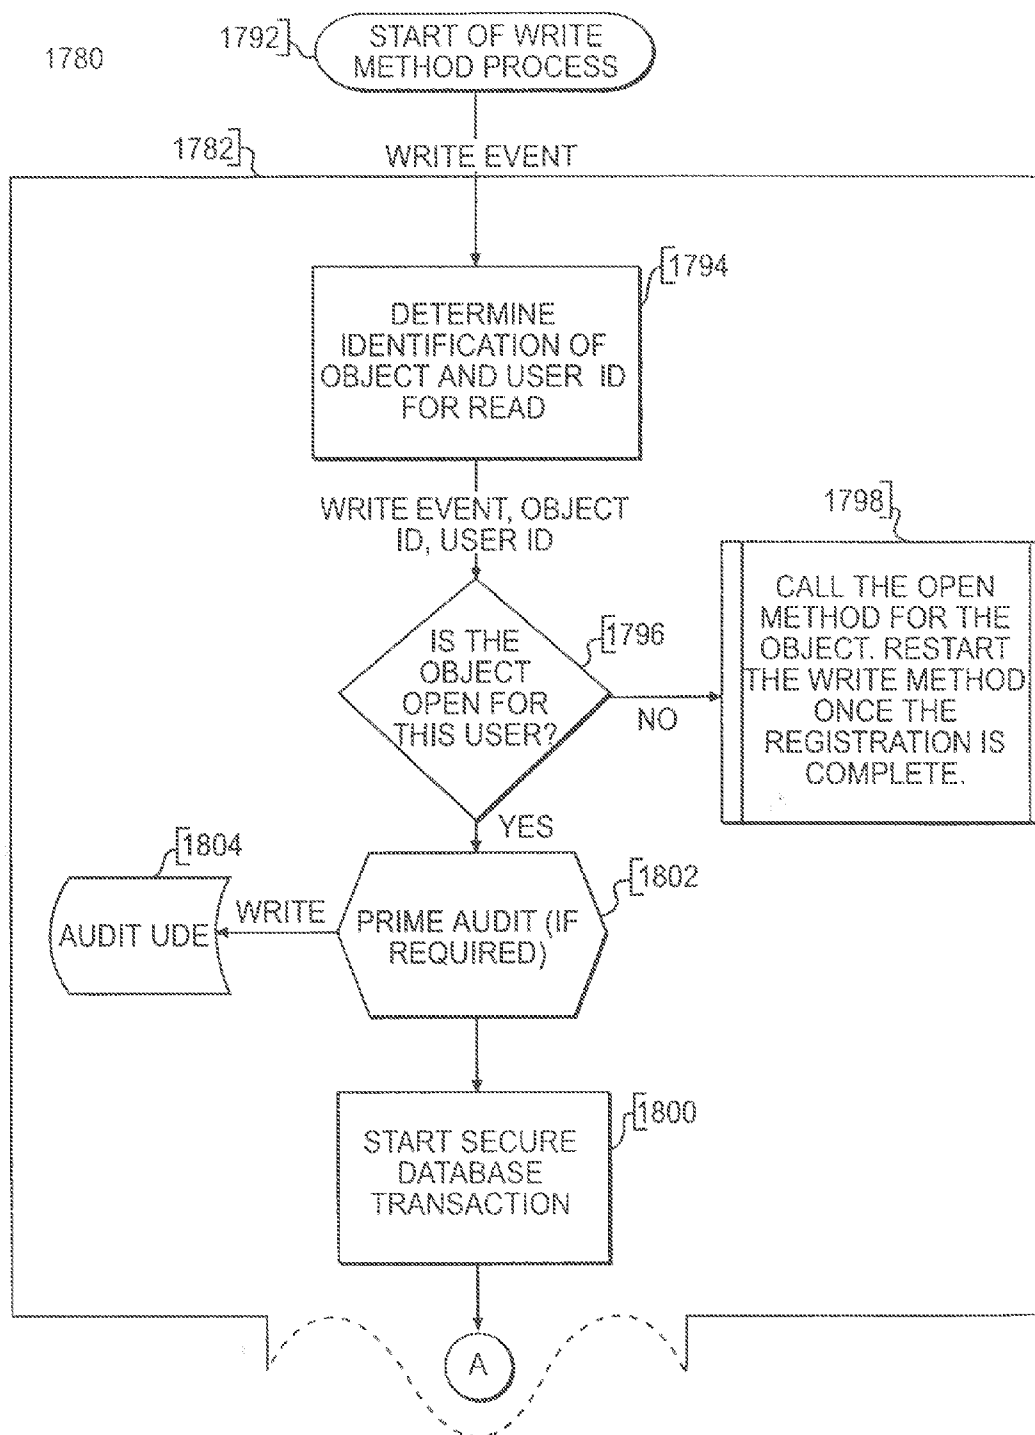 1780
1792
START OF WRITE
METHOD PROCESS
1782
WRITE EVENT
1794
DETERMINE
IDENTIFICATION OF
OBJECT AND USER ID
FOR READ
WRITE EVENT, OBJECT
ID, USER ID
1796
IS THE
OBJECT
OPEN FOR
THIS USER?
NO
1798
CALL THE OPEN
METHOD FOR THE
OBJECT. RESTART
THE WRITE METHOD
ONCE THE
REGISTRATION IS
COMPLETE.
YES
1804
AUDIT UDE
WRITE
1802
PRIME AUDIT (IF
REQUIRED)
1800
START SECURE
DATABASE
TRANSACTION
A